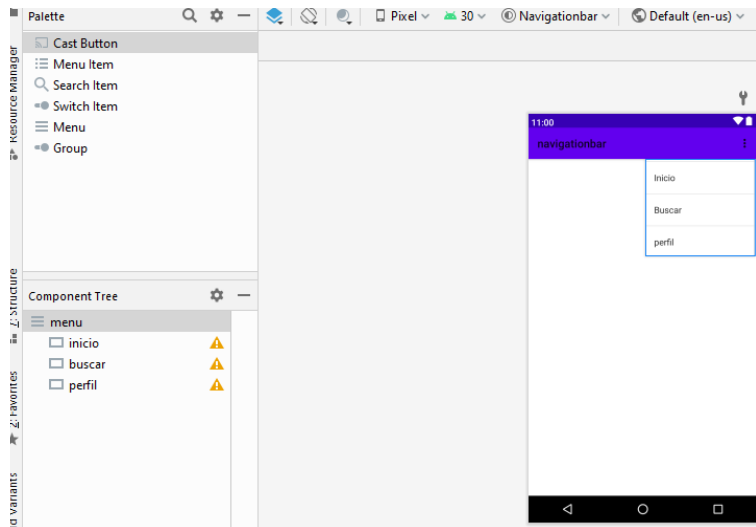 Palette
Pixel
30
Navigationbar
Default (en-us)
Resource Manager
Cast Button
Menu Item
Search Item
Switch Item
Menu
Group
11:00
navigationbar
Inicio
Buscar
perfil
Z: Structure
Component Tree
menu
inicio
buscar
perfil
2: Favorites
Variants